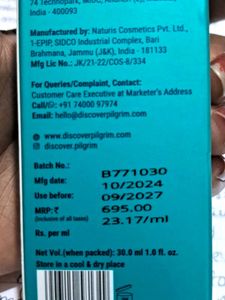 74 Technopark, MIDC, Andheri (E), Mumbai,
India - 400093
Manufactured by: Naturis Cosmetics Pvt. Ltd.,
1-EPIP, SIDCO Industrial Complex, Bari
Brahmana, Jammu (J&K), India - 181133
Mfg Lic No.: JK/21-22/COS-8/334
For Queries/Complaint, Contact:
Customer Care Executive at Marketer's Address
Call/: +91 74000 97974
Email: hello@discoverpilgrim.com
www.discoverpilgrim.com
discover.pilgrim
Batch No.: B771030
Mfg date: 10/2024
Use before: 09/2027
MRP: ₹ 695.00
(Inclusive of all taxes) 23.17/ml
Rs. per ml
Net Vol.(when packed): 30.0 ml 1.0 fl. oz.
Store in a cool & dry place